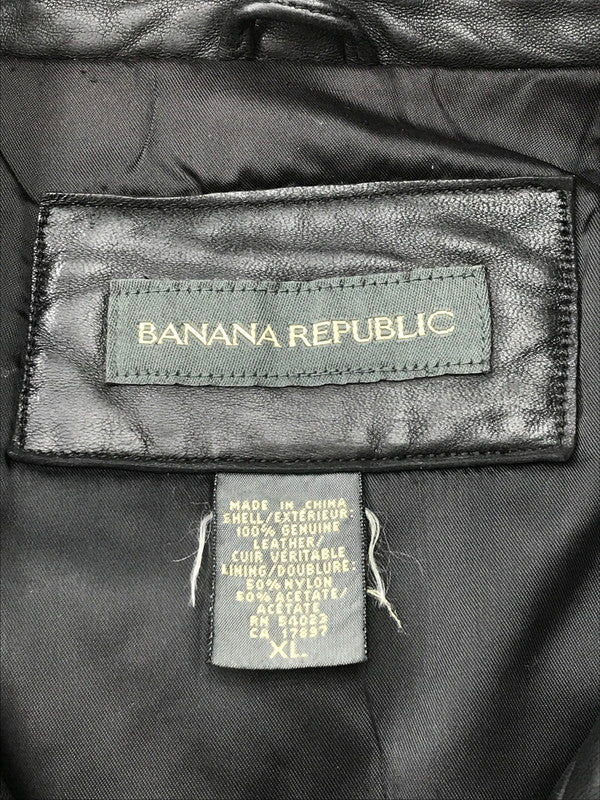 BANANA REPUBLIC
MADE IN CHINA
SHELL/EXTÉRIEUR:
100% GENUINE
LEATHER/
CUIR VÉRITABLE
LINING/DOUBLURE:
50% NYLON
50% ACETATE/
ACÉTATE
RN 54023
CA 17897
XL